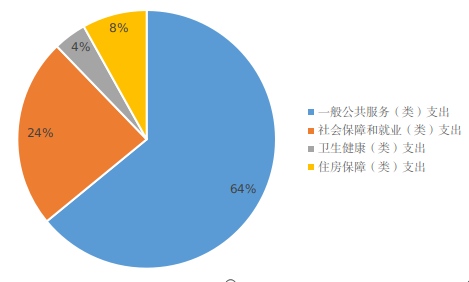 8%
4%
24%
64%
一般公共服务（类）支出
社会保障和就业（类）支出
卫生健康（类）支出
住房保障（类）支出